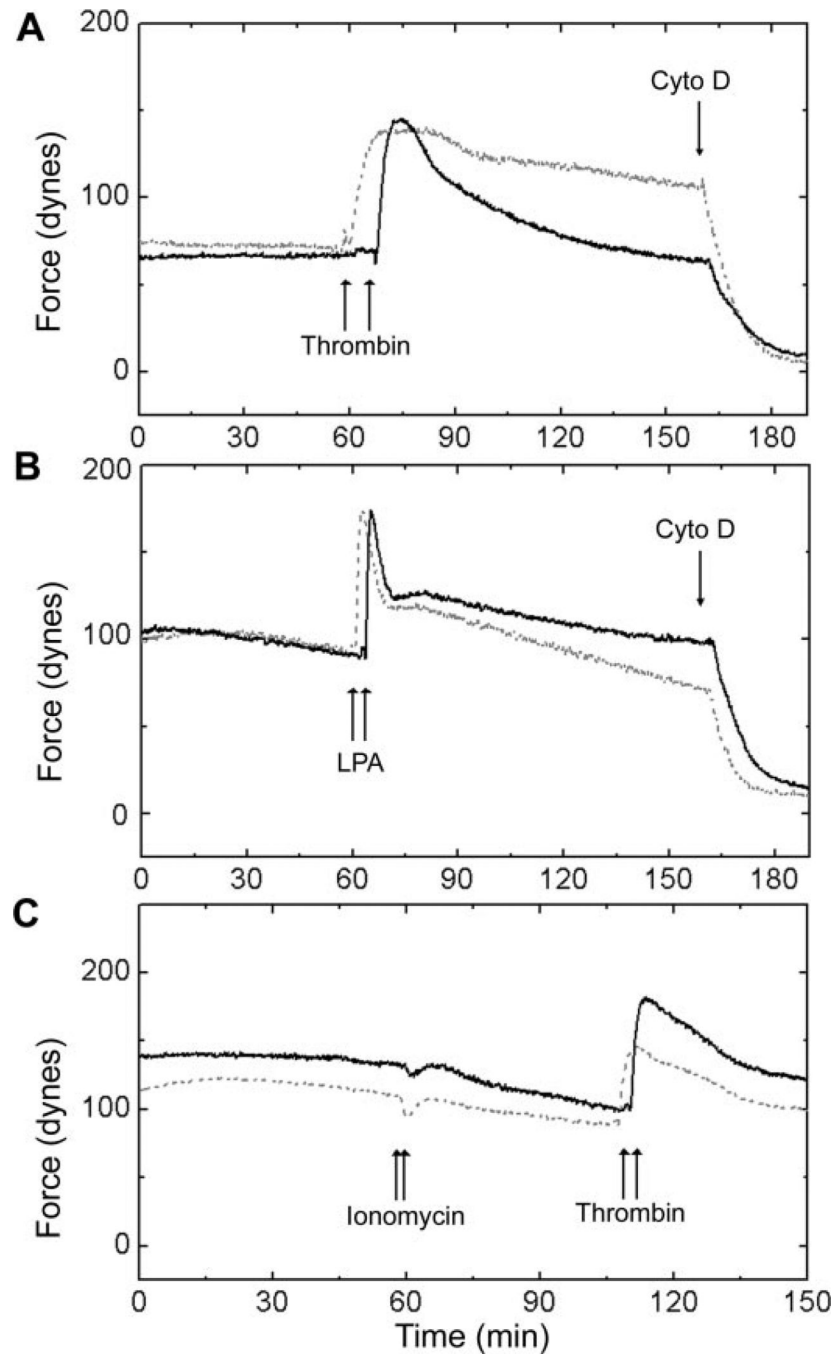 A
200
Cyto D
100
Force (dynes)
Thrombin
0
0 30 60 90 120 150 180
B
200
Cyto D
100
Force (dynes)
LPA
0
0 30 60 90 120 150 180
C
200
100
Force (dynes)
Ionomycin Thrombin
0
0 30 60 90 120 150
Time (min)